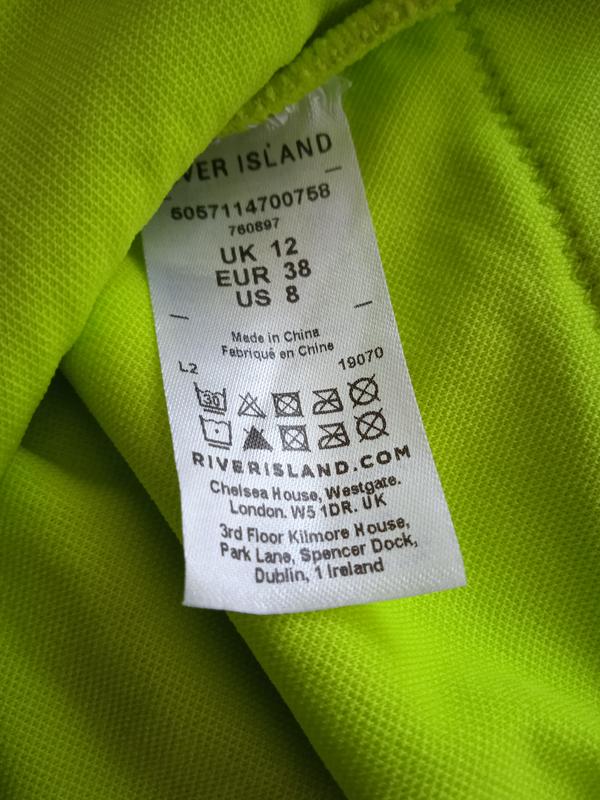 VER ISLAND
5057114700758
760897
UK 12
EUR 38
US 8
Made in China
Fabriqué en Chine
L2 19070
30
RIVERISLAND.COM
Chelsea House, Westgate.
London. W5 1DR. UK
3rd Floor Kilmore House,
Park Lane, Spencer Dock,
Dublin, 1 Ireland